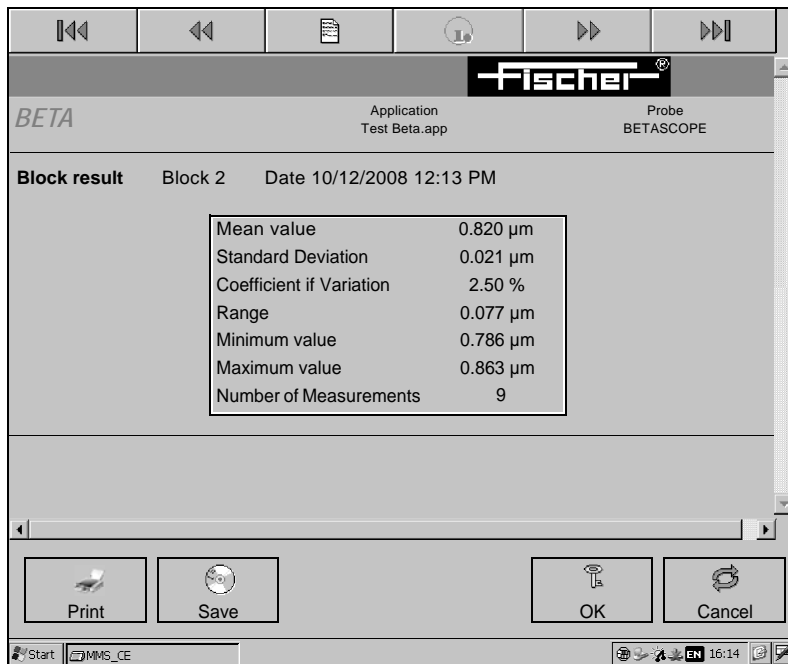 Fischer®
BETA
Application
Test Beta.app
Probe
BETASCOPE
Block result Block 2 Date 10/12/2008 12:13 PM
Mean value 0.820 µm
Standard Deviation 0.021 µm
Coefficient if Variation 2.50 %
Range 0.077 µm
Minimum value 0.786 µm
Maximum value 0.863 µm
Number of Measurements 9
Print Save OK Cancel
Start MMS_CE EN 16:14